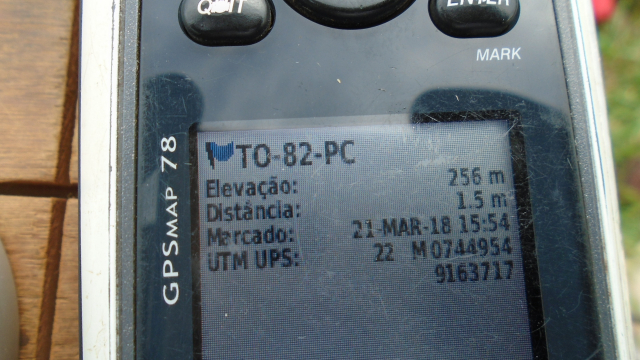 QUIT
ENTER
MARK
GPSMAP 78
TO-82-PC
Elevação: 256 m
Distância: 1.5 m
Marcado: 21-MAR-18 15:54
UTM UPS: 22 M 0744954
9163717